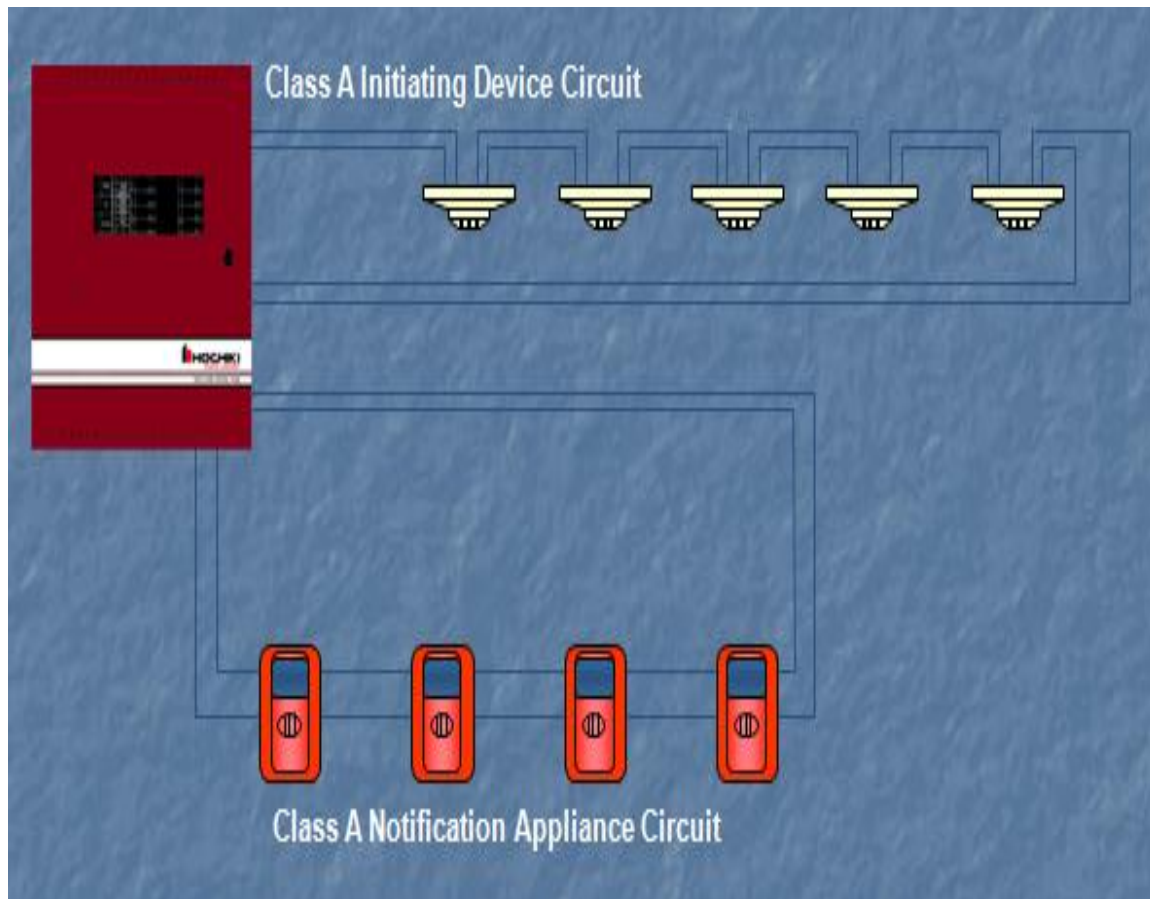 Class A Initiating Device Circuit
HOCHIKI
Class A Notification Appliance Circuit